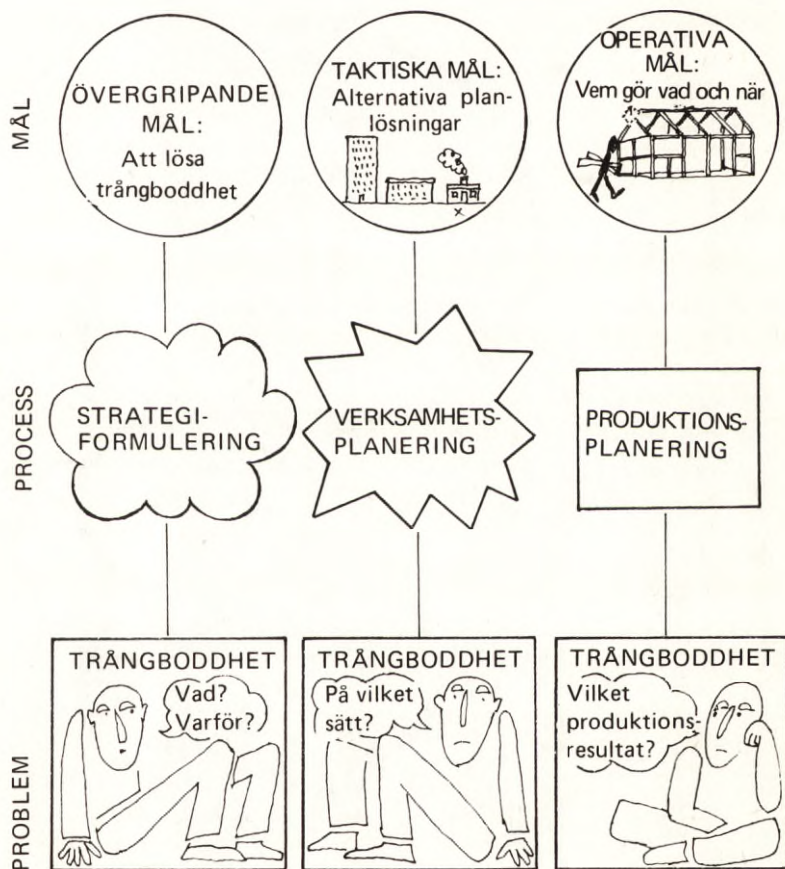 MÅL
ÖVERGRIPANDE
MÅL:
Att lösa
trångboddhet
TAKTISKA MÅL:
Alternativa plan-
lösningar
x
OPERATIVA
MÅL:
Vem gör vad och när
PROCESS
STRATEGI-
FORMULERING
VERKSAMHETS-
PLANERING
PRODUKTIONS-
PLANERING
PROBLEM
TRÅNGBODDHET
Vad?
Varför?
TRÅNGBODDHET
På vilket
sätt?
TRÅNGBODDHET
Vilket
produktions-
resultat?